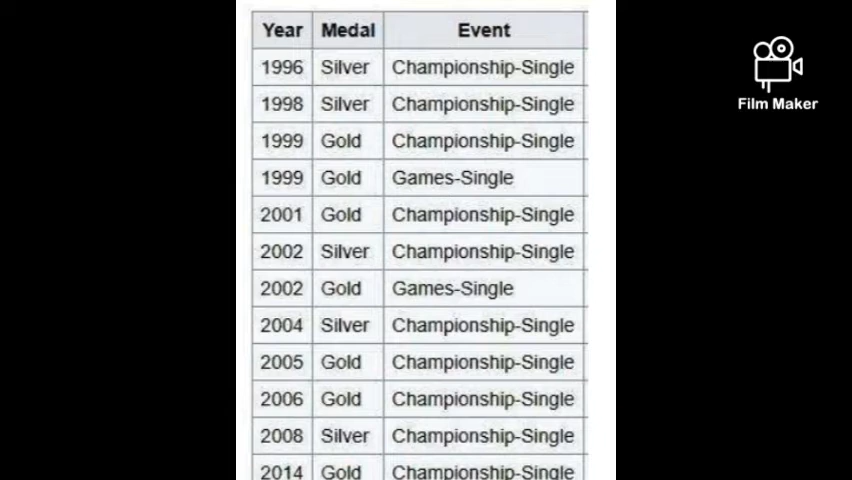 Year Medal Event
1996 Silver Championship-Single
1998 Silver Championship-Single
1999 Gold Championship-Single
1999 Gold Games-Single
2001 Gold Championship-Single
2002 Silver Championship-Single
2002 Gold Games-Single
2004 Silver Championship-Single
2005 Gold Championship-Single
2006 Gold Championship-Single
2008 Silver Championship-Single
2014 Gold Championship-Single
Film Maker